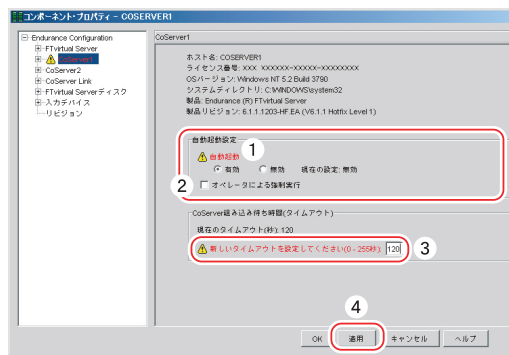 コンポーネント・プロパティ - COSERVER1
Endurance Configuration
FTvirtual Server
CoServer1
CoServer2
CoServer Link
FTvirtual Serverディスク
入力デバイス
リビジョン
CoServer1
ホスト名: COSERVER1
ライセンス番号: XXX XXXXXX-XXXXX-XXXXXXXX
OSバージョン: Windows NT 5.2 Build 3790
システムディレクトリ: C:\WINDOWS\system32
製品: Endurance (R) FTvirtual Server
製品リビジョン: 6.1.1.1203-HF.EA (V6.1.1 Hotfix Level 1)
自動起動設定
自動起動 1
有効 無効 現在の設定: 無効
2 オペレータによる強制実行
CoServer組み込み待ち時間(タイムアウト)
現在のタイムアウト(秒): 120
新しいタイムアウトを設定してください(0 - 255秒): 120 3
4
OK 適用 キャンセル ヘルプ